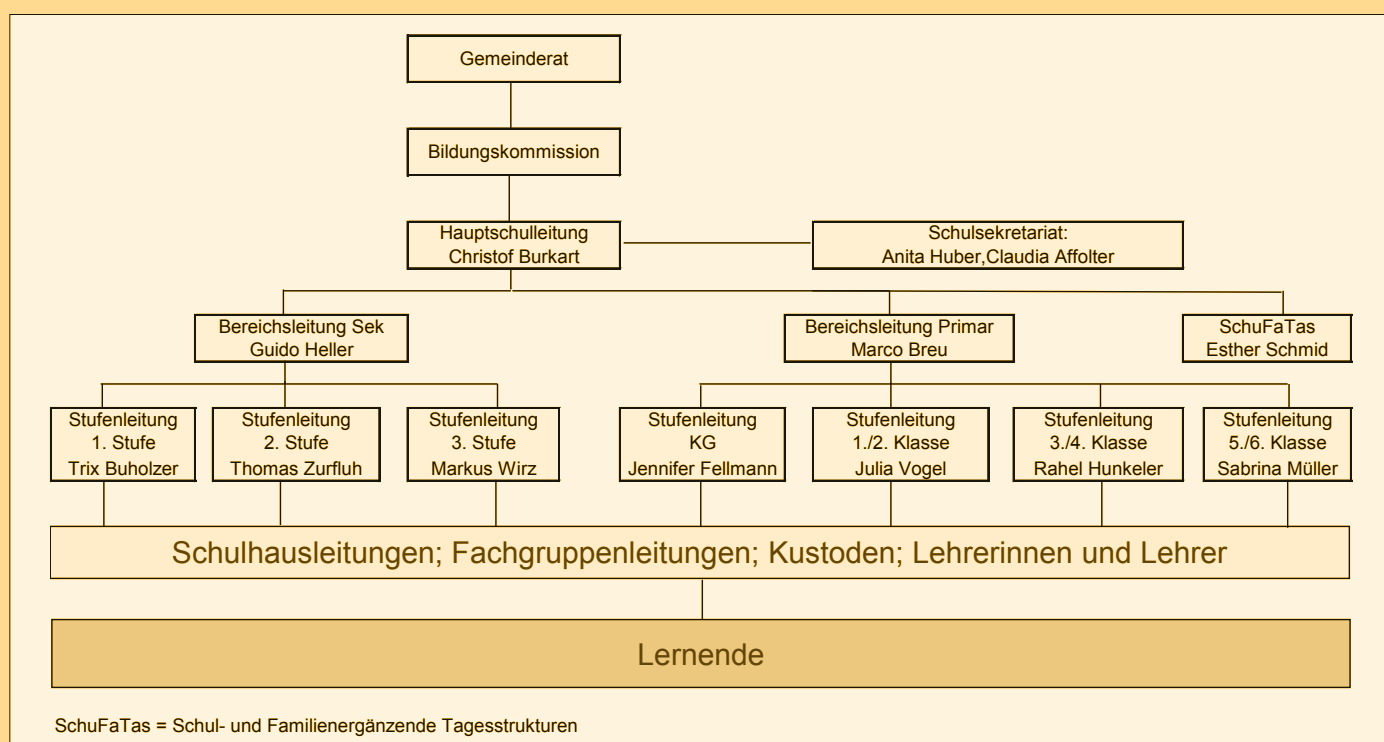 Gemeinderat
Bildungskommission
Hauptschulleitung
Christof Burkart
Schulsekretariat:
Anita Huber,Claudia Affolter
Bereichsleitung Sek
Guido Heller
Bereichsleitung Primar
Marco Breu
SchuFaTas
Esther Schmid
Stufenleitung
1. Stufe
Trix Buholzer
Stufenleitung
2. Stufe
Thomas Zurfluh
Stufenleitung
3. Stufe
Markus Wirz
Stufenleitung
KG
Jennifer Fellmann
Stufenleitung
1./2. Klasse
Julia Vogel
Stufenleitung
3./4. Klasse
Rahel Hunkeler
Stufenleitung
5./6. Klasse
Sabrina Müller
Schulhausleitungen; Fachgruppenleitungen; Kustoden; Lehrerinnen und Lehrer
Lernende
SchuFaTas = Schul- und Familienergänzende Tagesstrukturen